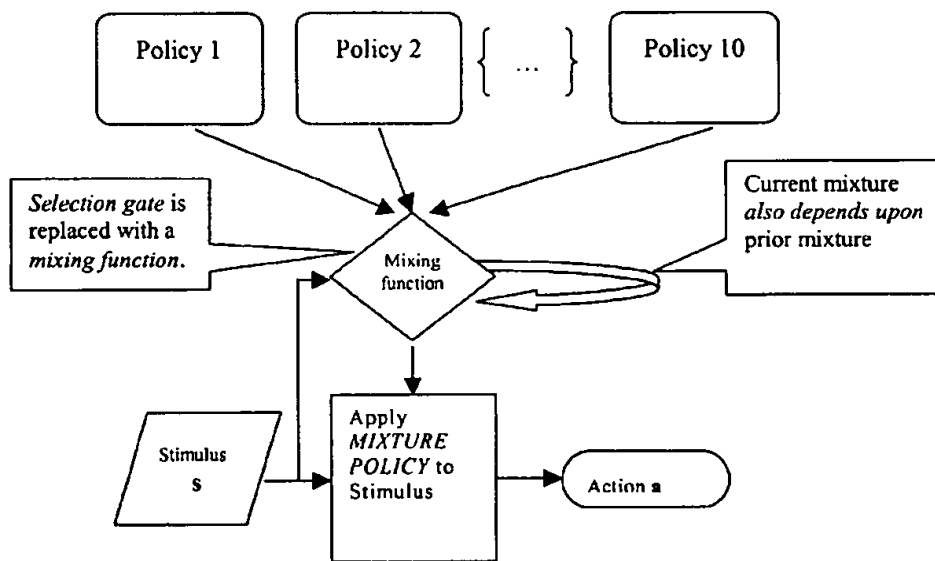 Policy 1
Policy 2
{ ... }
Policy 10
Selection gate is
replaced with a
mixing function.
Mixing
function
Current mixture
also depends upon
prior mixture
Stimulus
s
Apply
MIXTURE
POLICY to
Stimulus
Action a